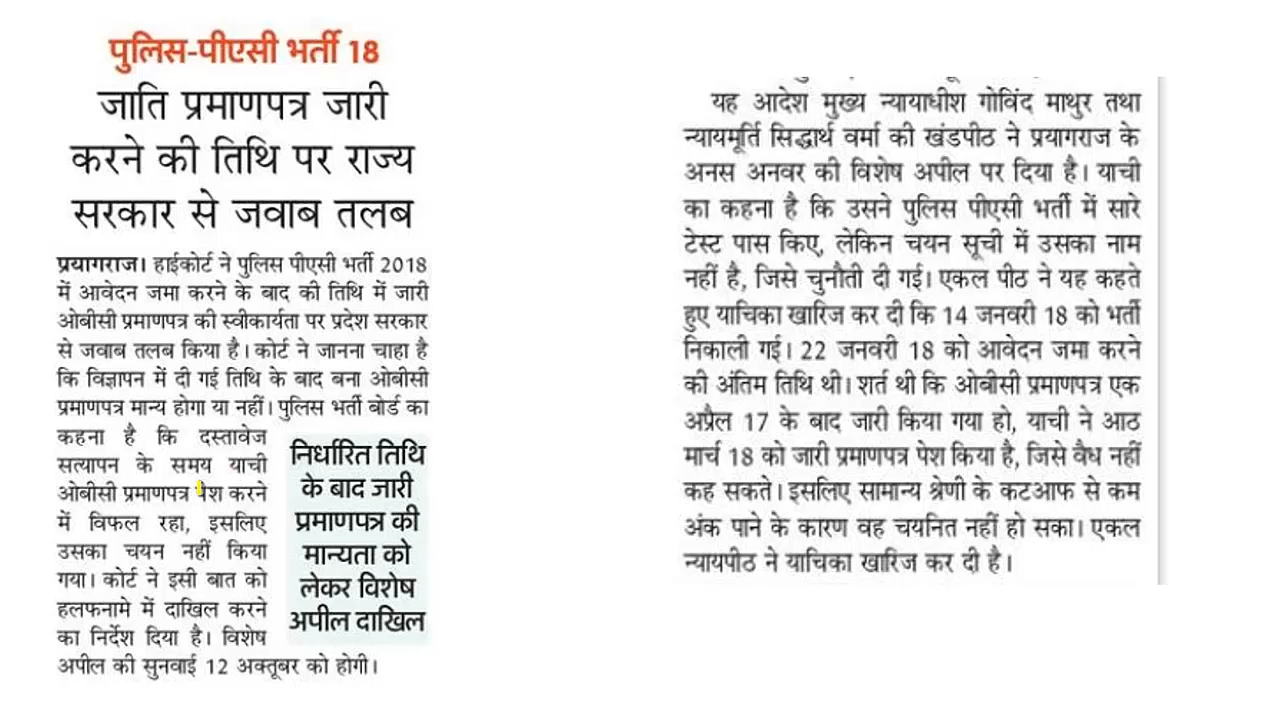 पुलिस-पीएसी भर्ती 18
जाति प्रमाणपत्र जारी
करने की तिथि पर राज्य
सरकार से जवाब तलब
प्रयागराज। हाईकोर्ट ने पुलिस पीएसी भर्ती 2018
में आवेदन जमा करने के बाद की तिथि में जारी
ओबीसी प्रमाणपत्र की स्वीकार्यता पर प्रदेश सरकार
से जवाब तलब किया है। कोर्ट ने जानना चाहा है
कि विज्ञापन में दी गई तिथि के बाद बना ओबीसी
प्रमाणपत्र मान्य होगा या नहीं। पुलिस भर्ती बोर्ड का
कहना है कि दस्तावेज
सत्यापन के समय याची
ओबीसी प्रमाणपत्र पेश करने
में विफल रहा, इसलिए
उसका चयन नहीं किया
गया। कोर्ट ने इसी बात को
हलफनामे में दाखिल करने
का निर्देश दिया है। विशेष
अपील की सुनवाई 12 अक्तूबर को होगी।
निर्धारित तिथि
के बाद जारी
प्रमाणपत्र की
मान्यता को
लेकर विशेष
अपील दाखिल
यह आदेश मुख्य न्यायाधीश गोविंद माथुर तथा
न्यायमूर्ति सिद्धार्थ वर्मा की खंडपीठ ने प्रयागराज के
अनस अनवर की विशेष अपील पर दिया है। याची
का कहना है कि उसने पुलिस पीएसी भर्ती में सारे
टेस्ट पास किए, लेकिन चयन सूची में उसका नाम
नहीं है, जिसे चुनौती दी गई। एकल पीठ ने यह कहते
हुए याचिका खारिज कर दी कि 14 जनवरी 18 को भर्ती
निकाली गई। 22 जनवरी 18 को आवेदन जमा करने
की अंतिम तिथि थी। शर्त थी कि ओबीसी प्रमाणपत्र एक
अप्रैल 17 के बाद जारी किया गया हो, याची ने आठ
मार्च 18 को जारी प्रमाणपत्र पेश किया है, जिसे वैध नहीं
कह सकते। इसलिए सामान्य श्रेणी के कटआफ से कम
अंक पाने के कारण वह चयनित नहीं हो सका। एकल
न्यायपीठ ने याचिका खारिज कर दी है।